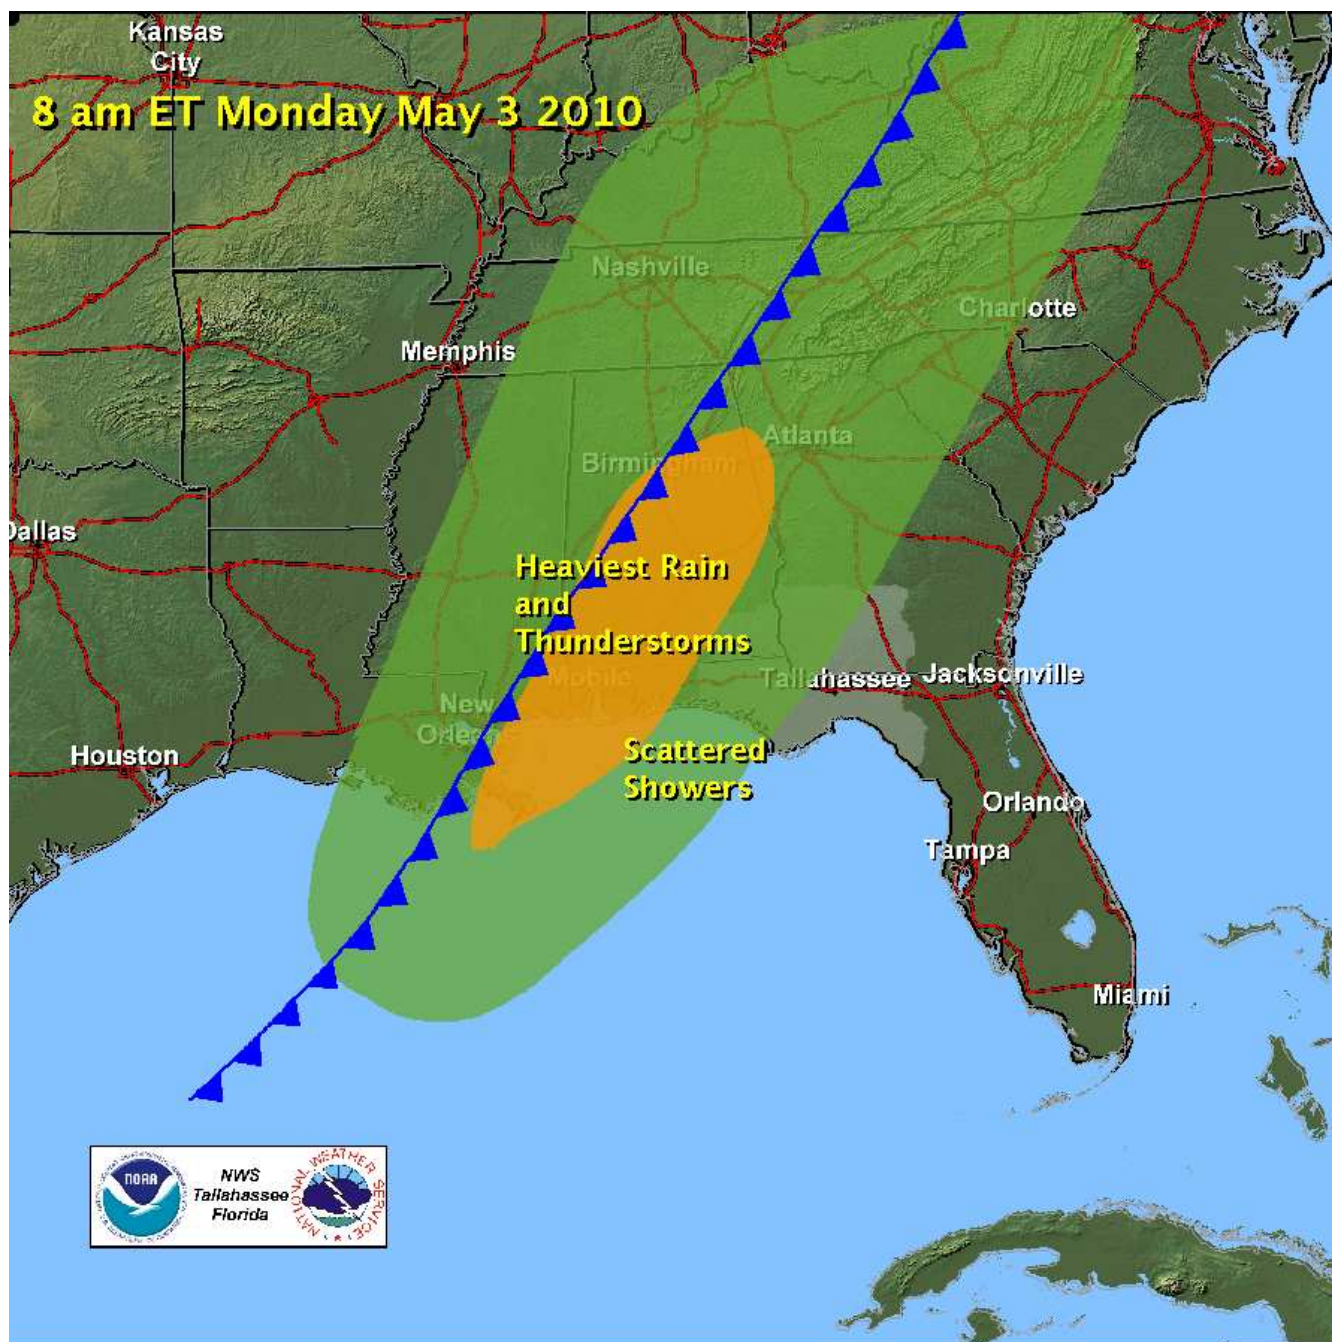 Kansas
City
8 am ET Monday May 3 2010
Nashville
Charlotte
Memphis
Atlanta
Birmingham
Dallas
Heaviest Rain
and
Thunderstorms
Mobile
Tallahassee
Jacksonville
New
Orleans
Houston
Scattered
Showers
Orlando
Tampa
Miami
NOAA
NWS
Tallahassee
Florida
NATIONAL WEATHER SERVICE